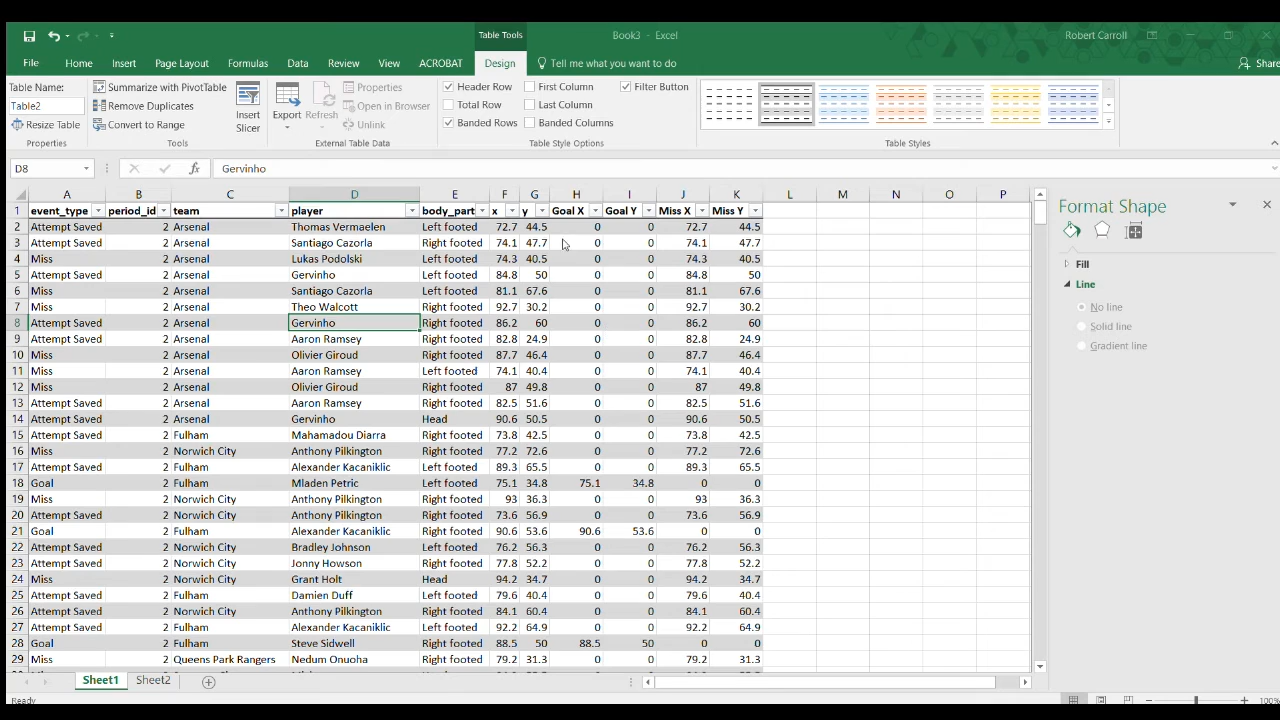 Table Tools Book3 - Excel Robert Carroll
File Home Insert Page Layout Formulas Data Review View ACROBAT Design Tell me what you want to do Share
Table Name: Summarize with PivotTable Properties Header Row First Column Filter Button
Table2 Remove Duplicates Browser Total Row Last Column
Resize Table Convert to Range Slicer Unlink Banded Rows Banded Columns
Properties Tools External Table Data Table Style Options Table Styles
D8 fx Gervinho
A B C D E F G H I J K L M N O P
1 event_type period_id team player body_part x y Goal X Goal Y Miss X Miss Y
2 Attempt Saved 2 Arsenal Thomas Vermaelen Left footed 72.7 44.5 0 0 72.7 44.5
3 Attempt Saved 2 Arsenal Santiago Cazorla Right footed 74.1 47.7 0 0 74.1 47.7
4 Miss 2 Arsenal Lukas Podolski Left footed 74.3 40.5 0 0 74.3 40.5
5 Attempt Saved 2 Arsenal Gervinho Left footed 84.8 50 0 0 84.8 50
6 Miss 2 Arsenal Santiago Cazorla Left footed 81.1 67.6 0 0 81.1 67.6
7 Miss 2 Arsenal Theo Walcott Right footed 92.7 30.2 0 0 92.7 30.2
8 Attempt Saved 2 Arsenal Gervinho Right footed 86.2 60 0 0 86.2 60
9 Attempt Saved 2 Arsenal Aaron Ramsey Right footed 82.8 24.9 0 0 82.8 24.9
10 Miss 2 Arsenal Olivier Giroud Right footed 87.7 46.4 0 0 87.7 46.4
11 Miss 2 Arsenal Aaron Ramsey Right footed 74.1 40.4 0 0 74.1 40.4
12 Miss 2 Arsenal Olivier Giroud Right footed 87 49.8 0 0 87 49.8
13 Attempt Saved 2 Arsenal Aaron Ramsey Right footed 82.5 51.6 0 0 82.5 51.6
14 Attempt Saved 2 Arsenal Gervinho Head 90.6 50.5 0 0 90.6 50.5
15 Attempt Saved 2 Fulham Mahamadou Diarra Right footed 73.8 42.5 0 0 73.8 42.5
16 Miss 2 Norwich City Anthony Pilkington Right footed 77.2 72.6 0 0 77.2 72.6
17 Attempt Saved 2 Fulham Alexander Kacaniklic Left footed 89.3 65.5 0 0 89.3 65.5
18 Goal 2 Fulham Mladen Petric Left footed 75.1 34.8 75.1 34.8 0 0
19 Miss 2 Norwich City Anthony Pilkington Right footed 93 36.3 0 0 93 36.3
20 Attempt Saved 2 Norwich City Anthony Pilkington Right footed 73.6 56.9 0 0 73.6 56.9
21 Goal 2 Fulham Alexander Kacaniklic Right footed 90.6 53.6 90.6 53.6 0 0
22 Attempt Saved 2 Norwich City Bradley Johnson Left footed 76.2 56.3 0 0 76.2 56.3
23 Attempt Saved 2 Norwich City Jonny Howson Right footed 77.8 52.2 0 0 77.8 52.2
24 Miss 2 Norwich City Grant Holt Head 94.2 34.7 0 0 94.2 34.7
25 Attempt Saved 2 Fulham Damien Duff Left footed 79.6 40.4 0 0 79.6 40.4
26 Attempt Saved 2 Norwich City Anthony Pilkington Right footed 84.1 60.4 0 0 84.1 60.4
27 Attempt Saved 2 Fulham Alexander Kacaniklic Left footed 92.2 64.9 0 0 92.2 64.9
28 Goal 2 Fulham Steve Sidwell Right footed 88.5 50 88.5 50 0 0
29 Miss 2 Queens Park Rangers Nedum Onuoha Right footed 79.2 31.3 0 0 79.2 31.3
Format Shape
Fill
Line
No line
Solid line
Gradient line
Sheet1 Sheet2
Ready 100%